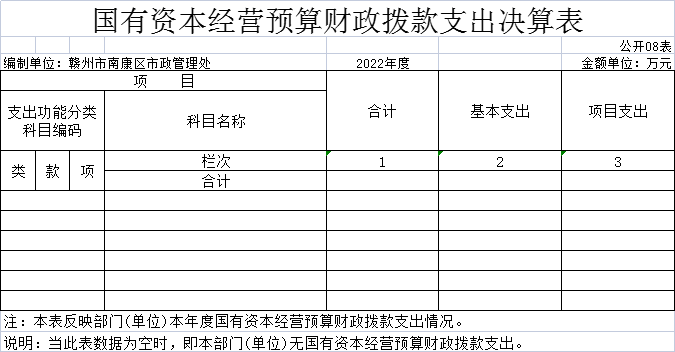 国有资本经营预算财政拨款支出决算表
公开08表
编制单位：赣州市南康区市政管理处 2022年度 金额单位：万元
项 目 合计 基本支出 项目支出
支出功能分类科目编码 科目名称
类 款 项 栏次 1 2 3
合计
注：本表反映部门(单位)本年度国有资本经营预算财政拨款支出情况。
说明：当此表数据为空时，即本部门(单位)无国有资本经营预算财政拨款支出。